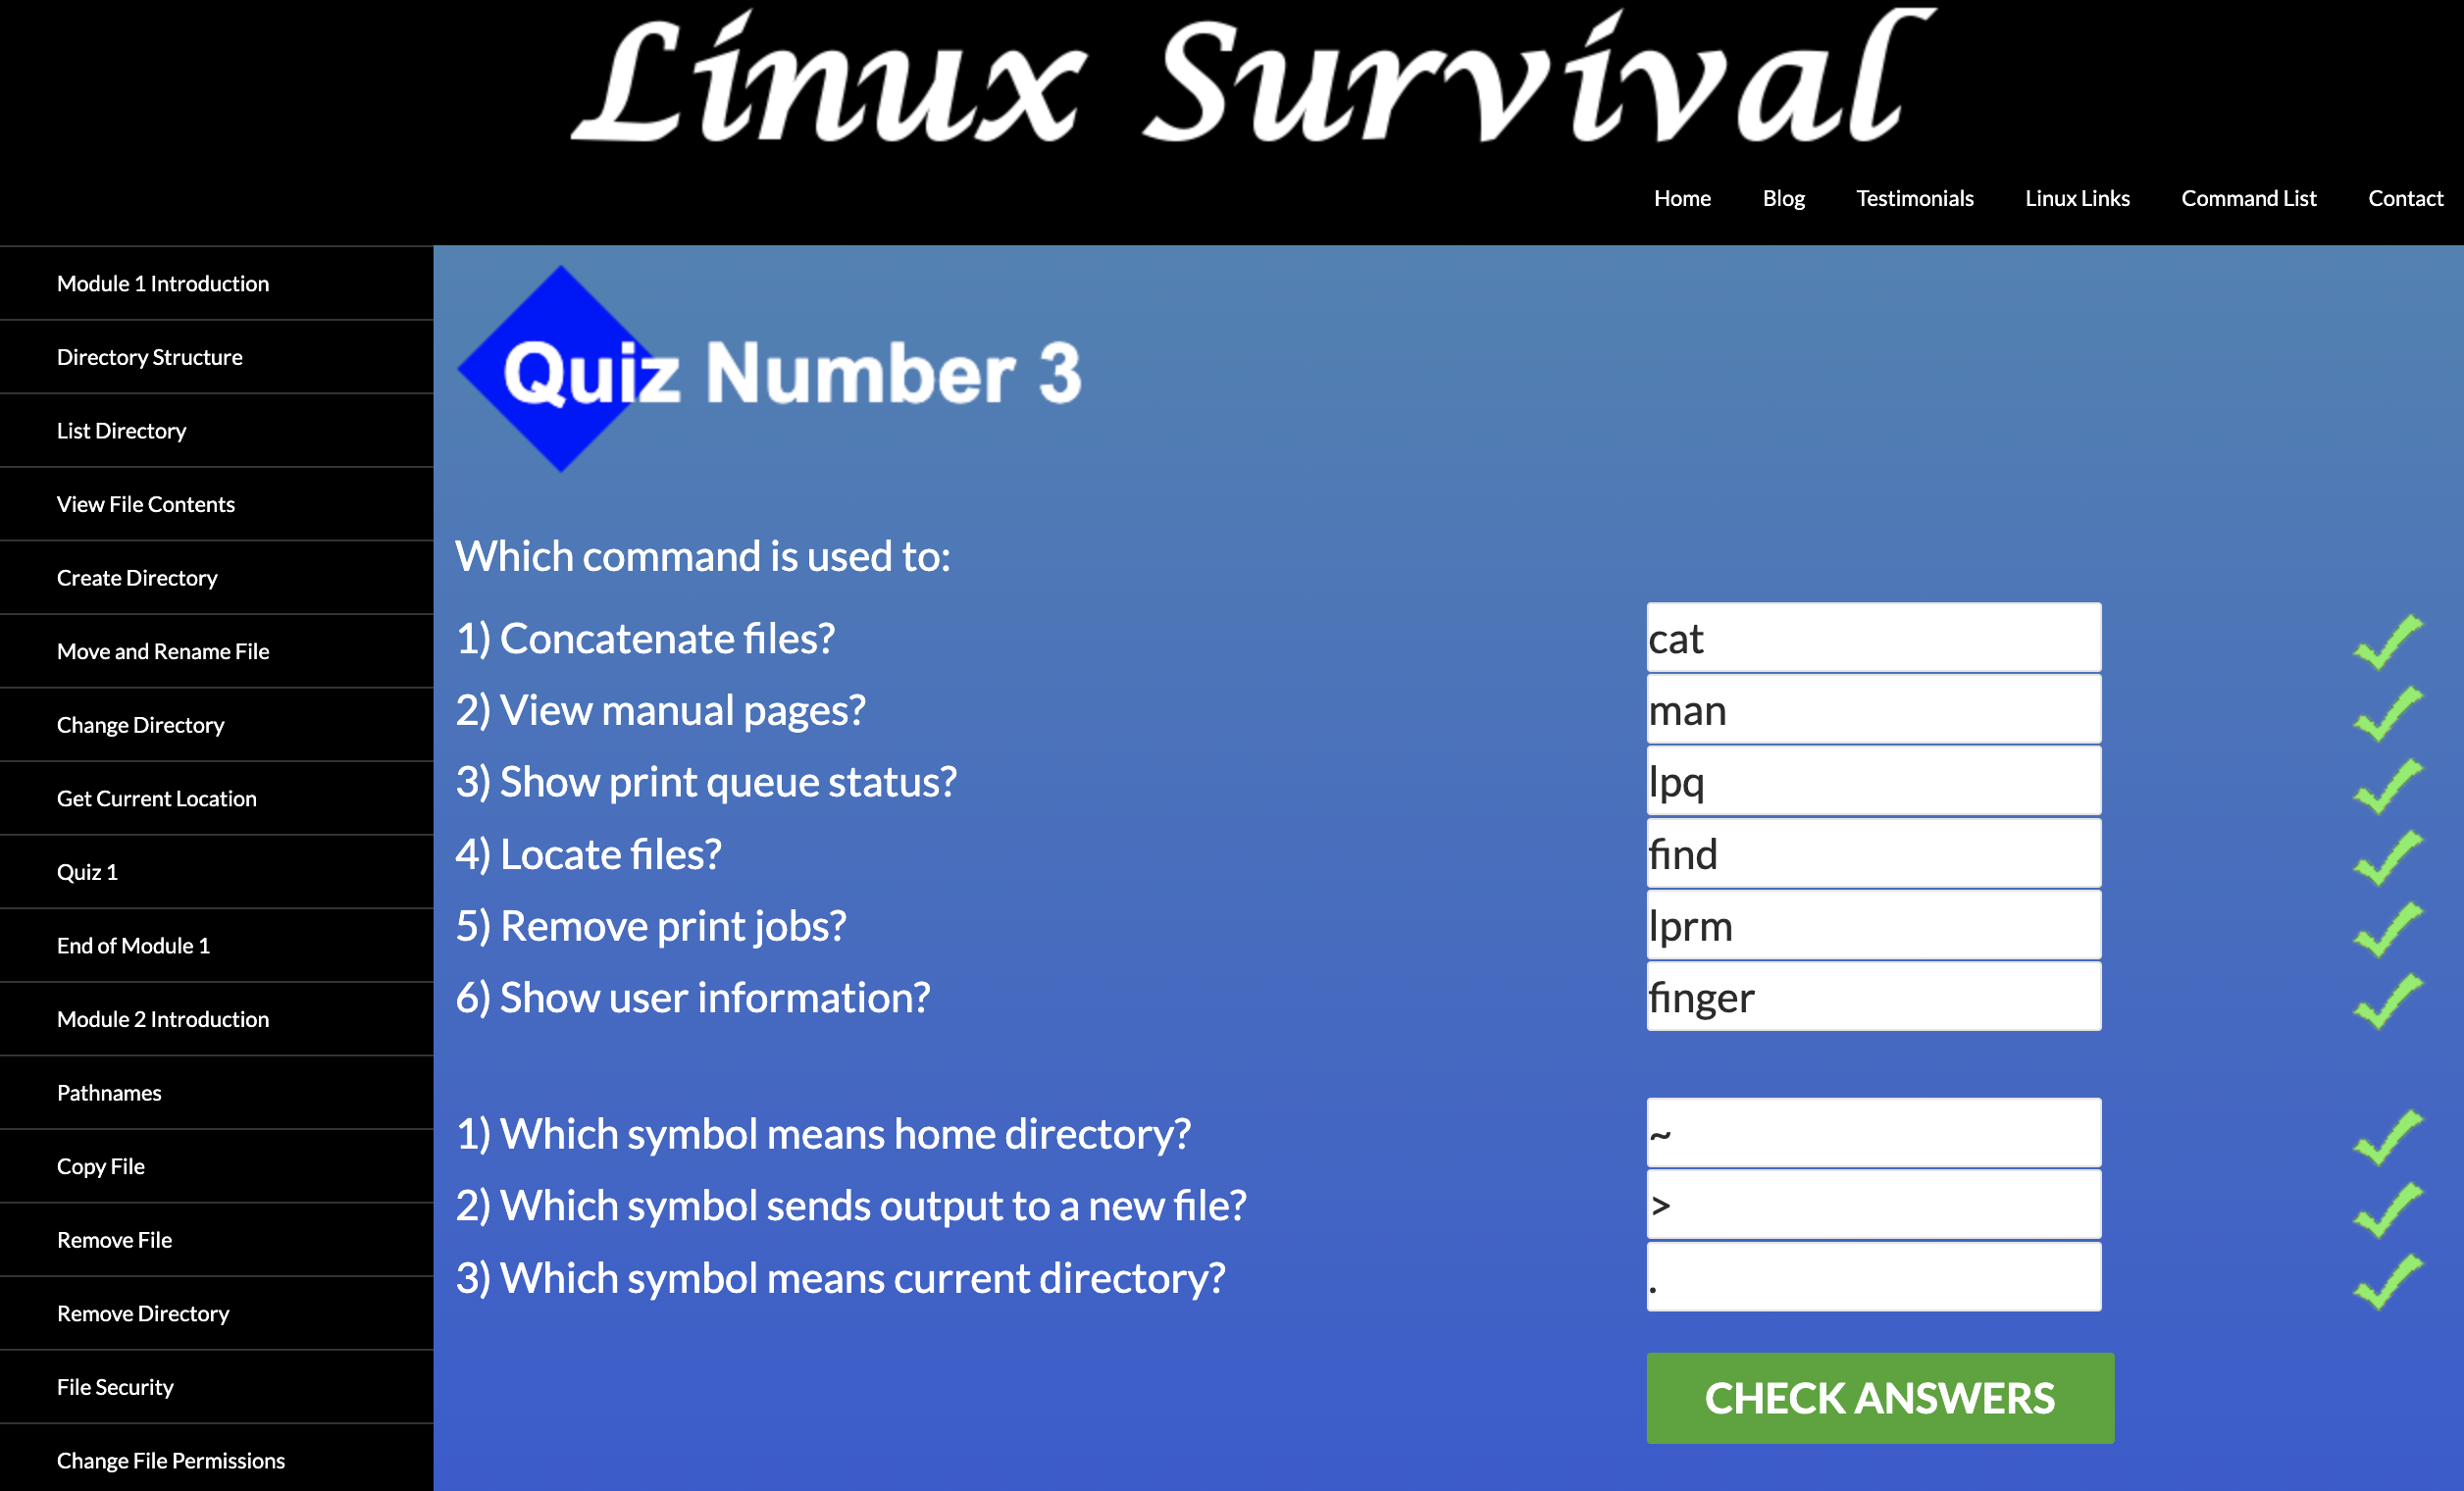 Linux Survival
Home Blog Testimonials Linux Links Command List Contact
Module 1 Introduction
Directory Structure
List Directory
View File Contents
Create Directory
Move and Rename File
Change Directory
Get Current Location
Quiz 1
End of Module 1
Module 2 Introduction
Pathnames
Copy File
Remove File
Remove Directory
File Security
Change File Permissions
Quiz Number 3
Which command is used to:
1) Concatenate files? cat
2) View manual pages? man
3) Show print queue status? lpq
4) Locate files? find
5) Remove print jobs? lprm
6) Show user information? finger
1) Which symbol means home directory? ~
2) Which symbol sends output to a new file? >
3) Which symbol means current directory? .
CHECK ANSWERS